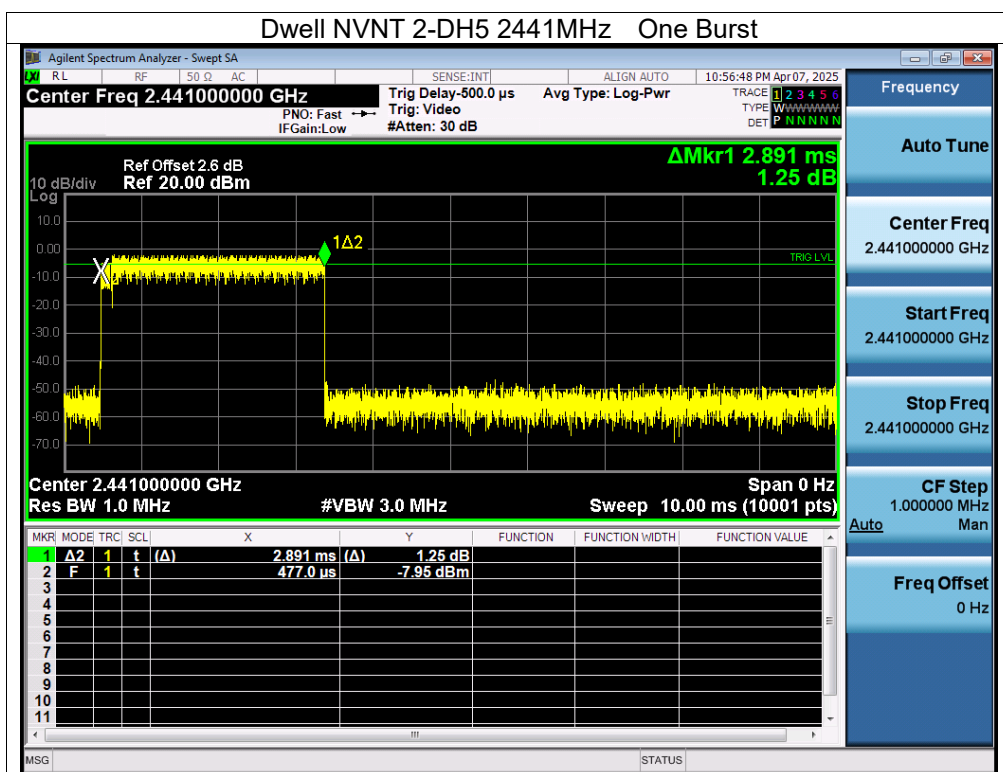 Dwell NVNT 2-DH5 2441MHz One Burst
Agilent Spectrum Analyzer - Swept SA
LXI RL RF 50 Ω AC SENSE:INT ALIGN AUTO 10:56:48 PM Apr 07, 2025
Center Freq 2.441000000 GHz Trig Delay-500.0 µs Avg Type: Log-Pwr TRACE 1 2 3 4 5 6
PNO: Fast Trig: Video TYPE WWWWWWW
IFGain:Low #Atten: 30 dB DET P N N N N N
Frequency
Auto Tune
Center Freq
2.441000000 GHz
Start Freq
2.441000000 GHz
Stop Freq
2.441000000 GHz
CF Step
1.000000 MHz
Auto Man
Freq Offset
0 Hz
ΔMkr1 2.891 ms
1.25 dB
Ref Offset 2.6 dB
10 dB/div Ref 20.00 dBm
Log
10.0
0.00
-10.0
-20.0
-30.0
-40.0
-50.0
-60.0
-70.0
1Δ2
TRIG LVL
Center 2.441000000 GHz Span 0 Hz
Res BW 1.0 MHz #VBW 3.0 MHz Sweep 10.00 ms (10001 pts)
MKR MODE TRC SCL X Y FUNCTION FUNCTION WIDTH FUNCTION VALUE
1 Δ2 1 t (Δ) 2.891 ms (Δ) 1.25 dB
2 F 1 t 477.0 µs -7.95 dBm
3
4
5
6
7
8
9
10
11
MSG STATUS